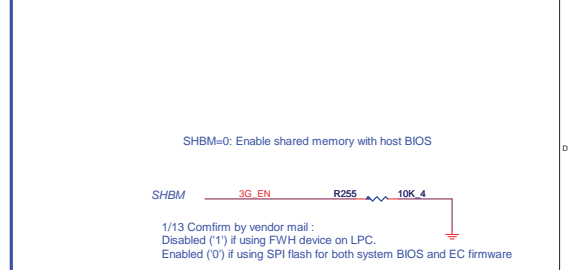 SHBM=0: Enable shared memory with host BIOS
D
SHBM 3G_EN R255 10K_4
1/13 Comfirm by vendor mail :
Disabled ('1') if using FWH device on LPC.
Enabled ('0') if using SPI flash for both system BIOS and EC firmware